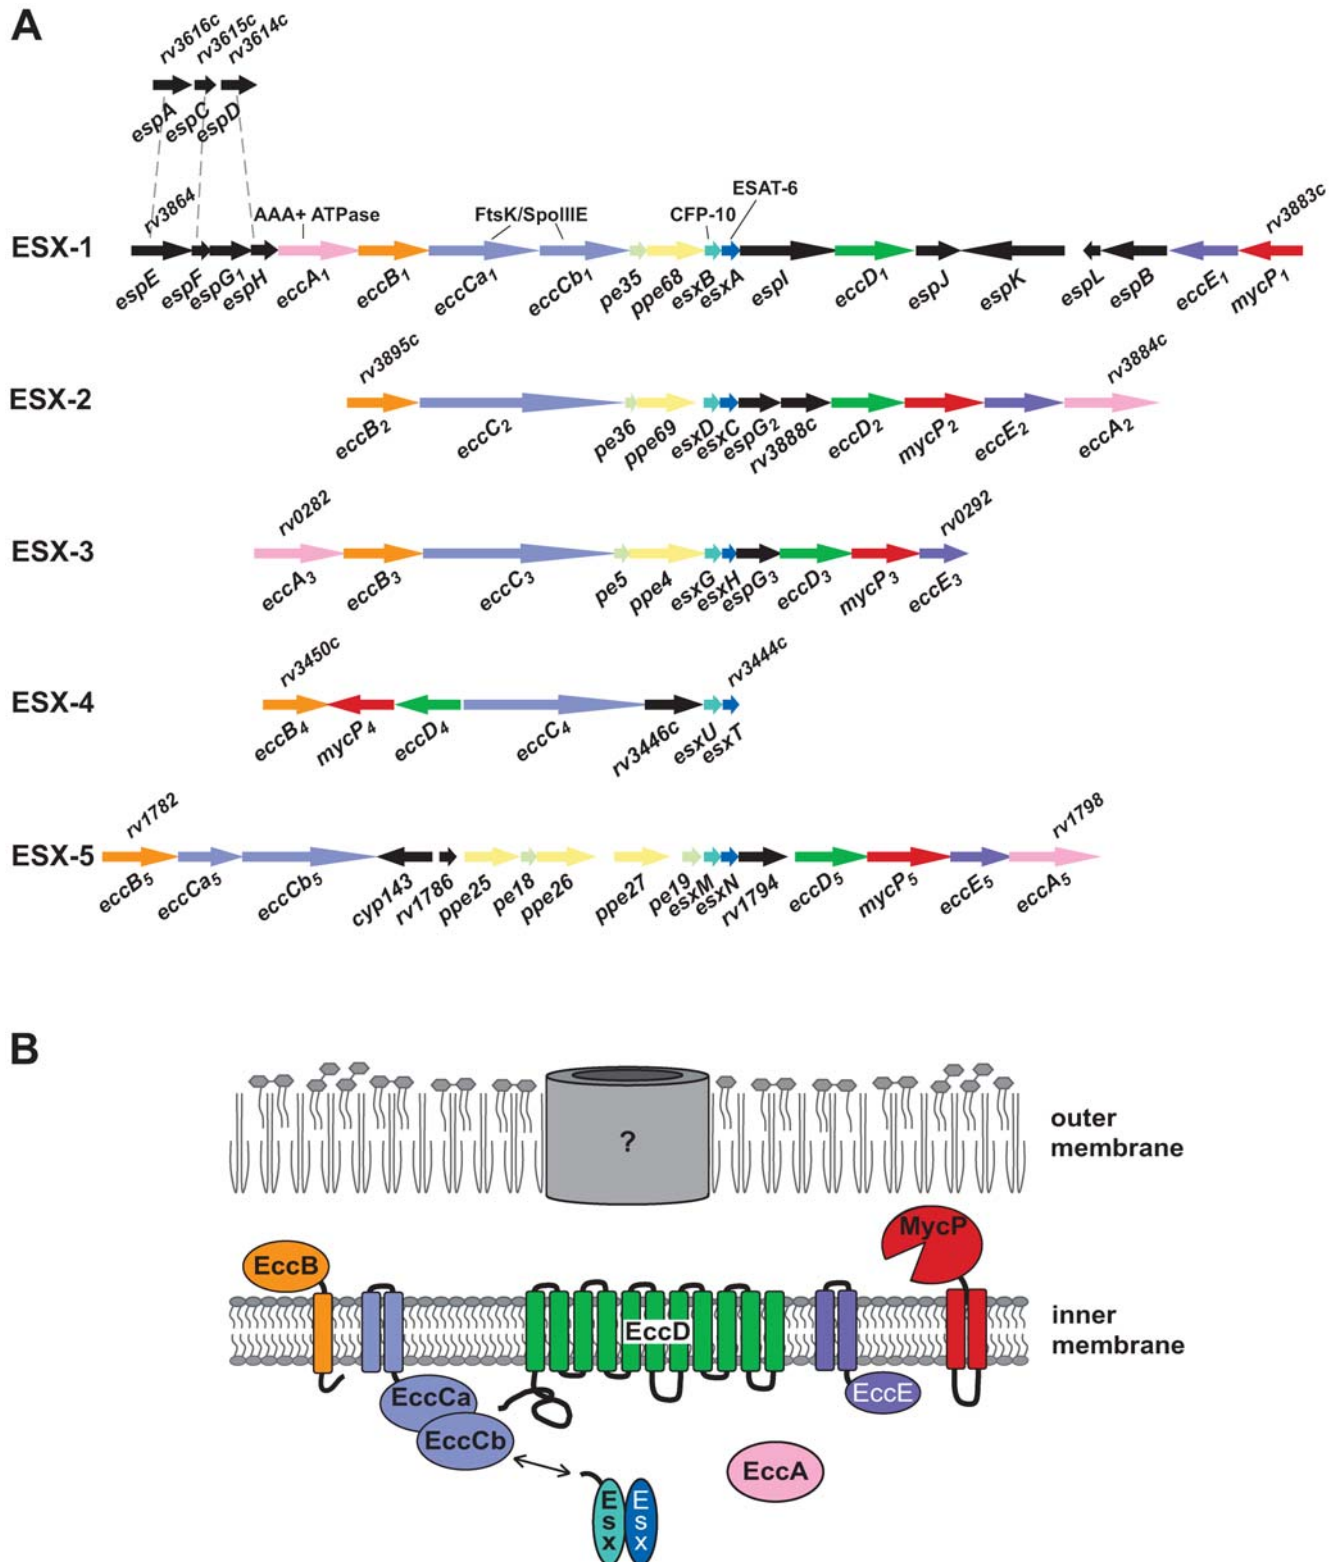 A
rv3616c rv3615c rv3614c
espA espC espD
rv3864 AAA+ ATPase FtsK/SpoIIIE CFP-10 ESAT-6 rv3883c
ESX-1
espE espF espG1 espH eccA1 eccB1 eccCa1 eccCb1 pe35 ppe68 esxB esxA espI eccD1 espJ espK espL espB eccE1 mycP1
rv3895c rv3884c
ESX-2
eccB2 eccC2 pe36 ppe69 esxD esxC espG2 rv3888c eccD2 mycP2 eccE2 eccA2
rv0282 rv0292
ESX-3
eccA3 eccB3 eccC3 pe5 ppe4 esxG esxH espG3 eccD3 mycP3 eccE3
rv3450c rv3444c
ESX-4
eccB4 mycP4 eccD4 eccC4 rv3446c esxU esxT
rv1782 rv1798
ESX-5
eccB5 eccCa5 eccCb5 cyp143 rv1786 ppe25 pe18 ppe26 ppe27 pe19 esxM esxN rv1794 eccD5 mycP5 eccE5 eccA5
B
?
outer
membrane
MycP
EccB
EccD
inner
membrane
EccCa
EccE
EccCb
EccA
Esx Esx